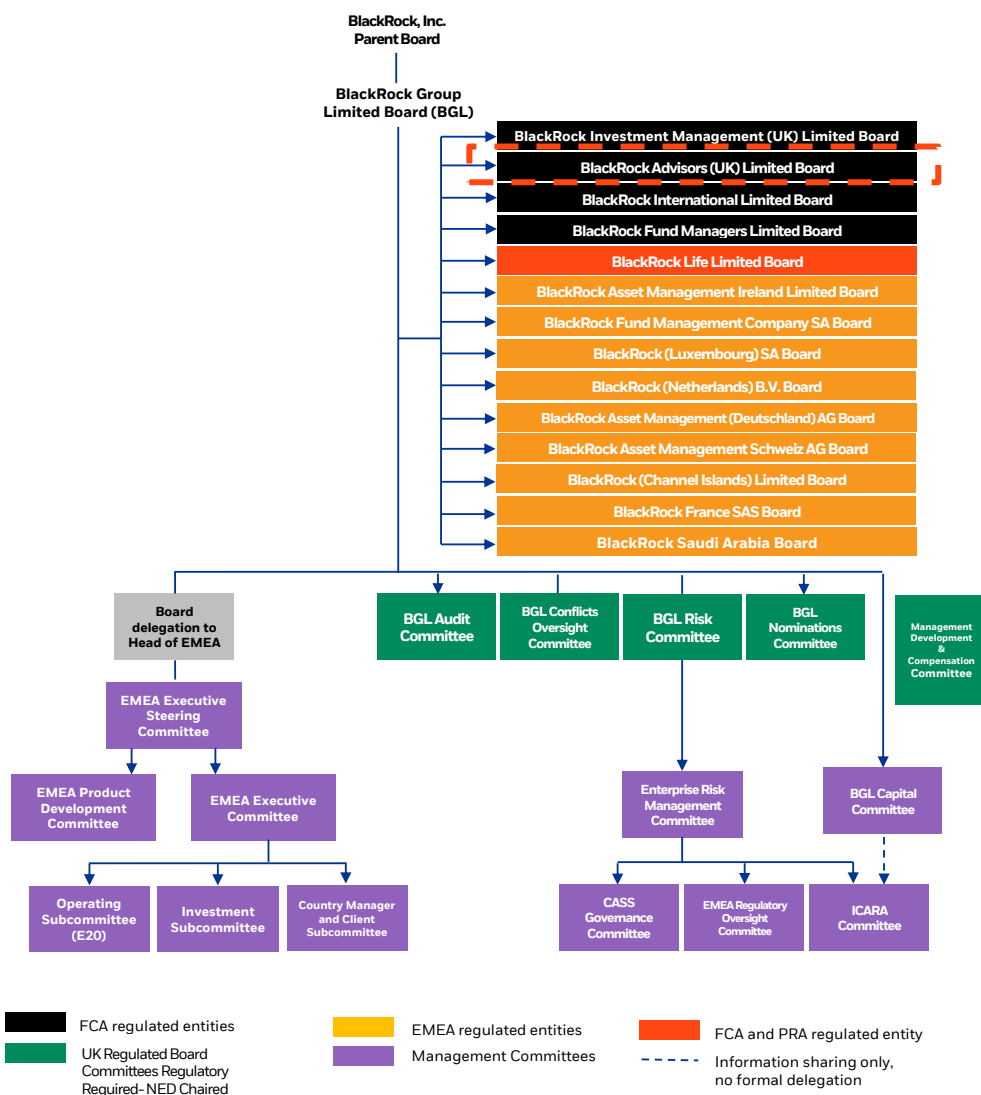 BlackRock, Inc.
Parent Board
BlackRock Group
Limited Board (BGL)
BlackRock Investment Management (UK) Limited Board
BlackRock Advisors (UK) Limited Board
BlackRock International Limited Board
BlackRock Fund Managers Limited Board
BlackRock Life Limited Board
BlackRock Asset Management Ireland Limited Board
BlackRock Fund Management Company SA Board
BlackRock (Luxembourg) SA Board
BlackRock (Netherlands) B.V. Board
BlackRock Asset Management (Deutschland) AG Board
BlackRock Asset Management Schweiz AG Board
BlackRock (Channel Islands) Limited Board
BlackRock France SAS Board
BlackRock Saudi Arabia Board
Board
delegation to
Head of EMEA
BGL Audit
Committee
BGL Conflicts
Oversight
Committee
BGL Risk
Committee
BGL
Nominations
Committee
Management
Development
&
Compensation
Committee
EMEA Executive
Steering
Committee
EMEA Product
Development
Committee
EMEA Executive
Committee
Enterprise Risk
Management
Committee
BGL Capital
Committee
Operating
Subcommittee
(E20)
Investment
Subcommittee
Country Manager
and Client
Subcommittee
CASS
Governance
Committee
EMEA Regulatory
Oversight
Committee
ICARA
Committee
FCA regulated entities
UK Regulated Board
Committees Regulatory
Required- NED Chaired
EMEA regulated entities
Management Committees
FCA and PRA regulated entity
Information sharing only,
no formal delegation